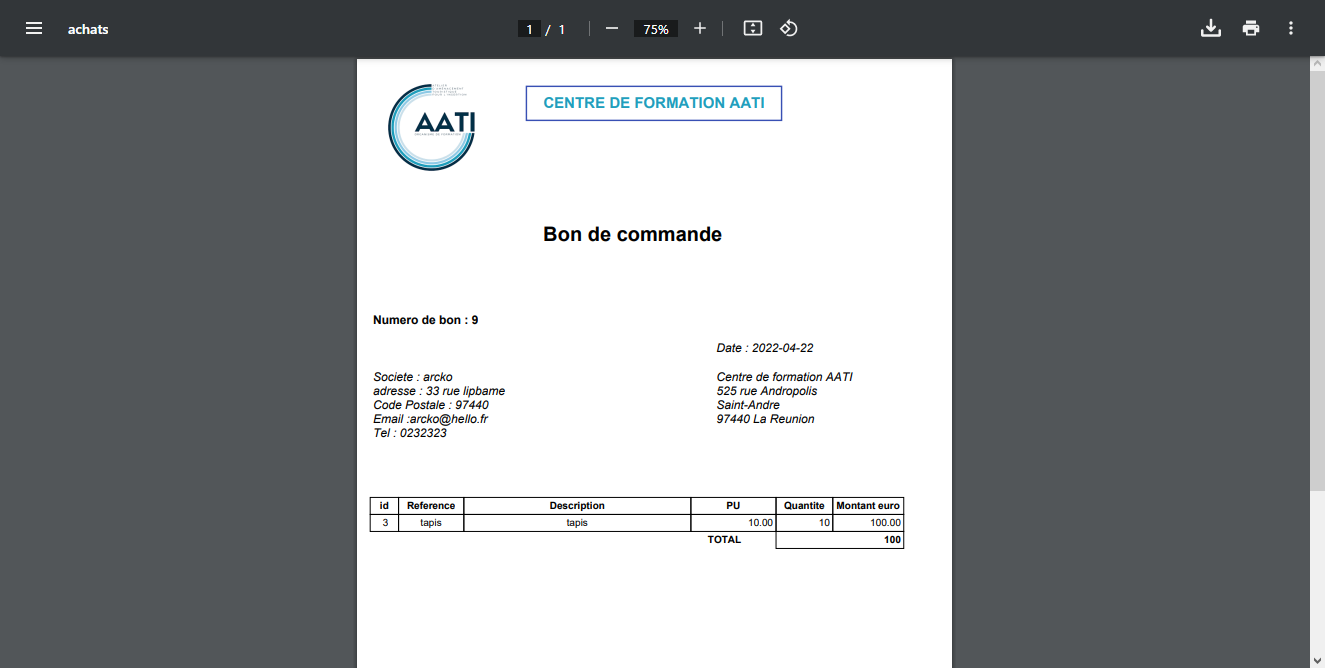 achats
1 / 1
75%
AATI
CENTRE DE FORMATION AATI
Bon de commande
Numero de bon : 9
Date : 2022-04-22
Societe : arcko
adresse : 33 rue lipbame
Code Postale : 97440
Email :arcko@hello.fr
Tel : 0232323
Centre de formation AATI
525 rue Andropolis
Saint-Andre
97440 La Reunion
id Reference Description PU Quantite Montant euro
3 tapis tapis 10.00 10 100.00
TOTAL 100